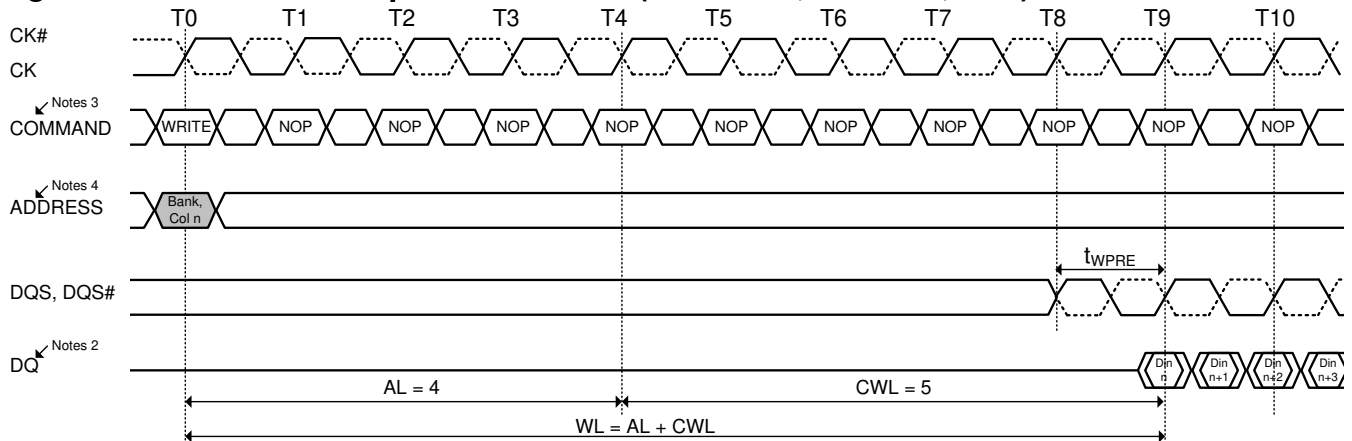 T0 T1 T2 T3 T4 T5 T6 T7 T8 T9 T10
CK#
CK
Notes 3
COMMAND
WRITE NOP NOP NOP NOP NOP NOP NOP NOP NOP NOP
Notes 4
ADDRESS
Bank,
Col n
tWPRE
DQS, DQS#
Notes 2
DQ
Din n
Din n+1
Din n+2
Din n+3
AL = 4
CWL = 5
WL = AL + CWL